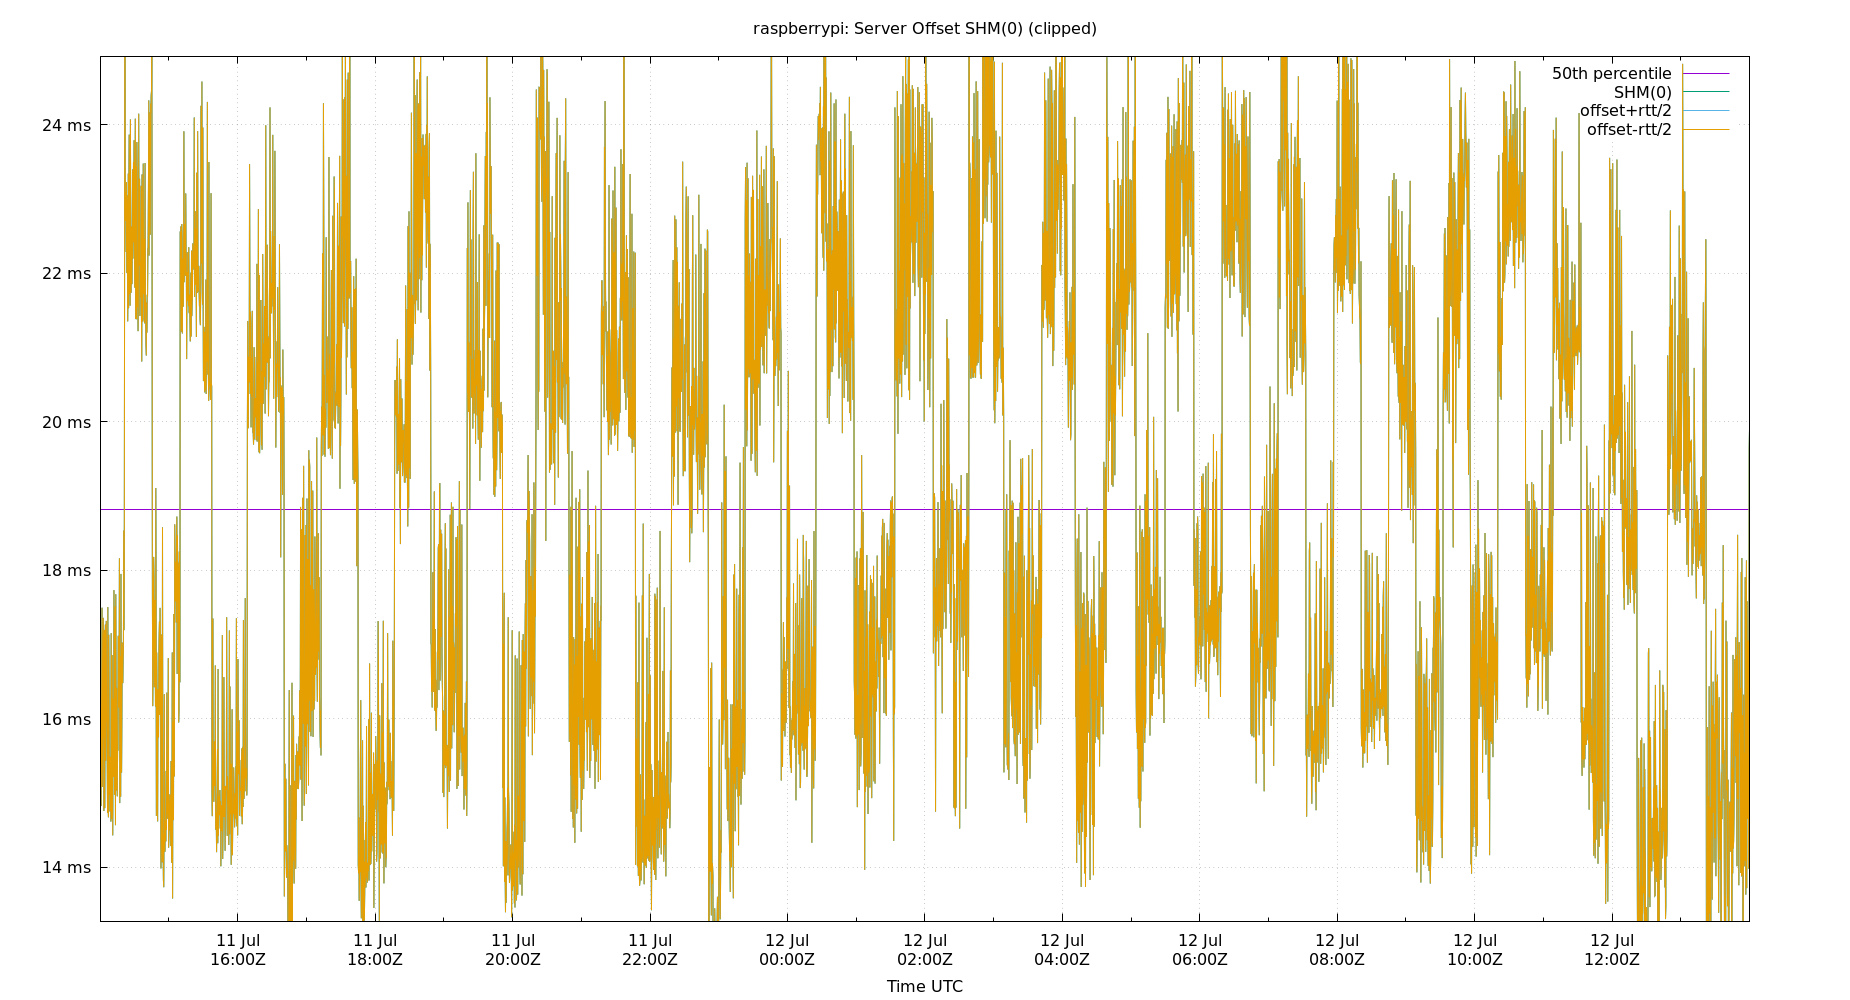 raspberrypi: Server Offset SHM(0) (clipped)
50th percentile
SHM(0)
offset+rtt/2
offset-rtt/2
24 ms
22 ms
20 ms
18 ms
16 ms
14 ms
11 Jul 11 Jul 11 Jul 11 Jul 12 Jul 12 Jul 12 Jul 12 Jul 12 Jul 12 Jul 12 Jul
16:00Z 18:00Z 20:00Z 22:00Z 00:00Z 02:00Z 04:00Z 06:00Z 08:00Z 10:00Z 12:00Z
Time UTC